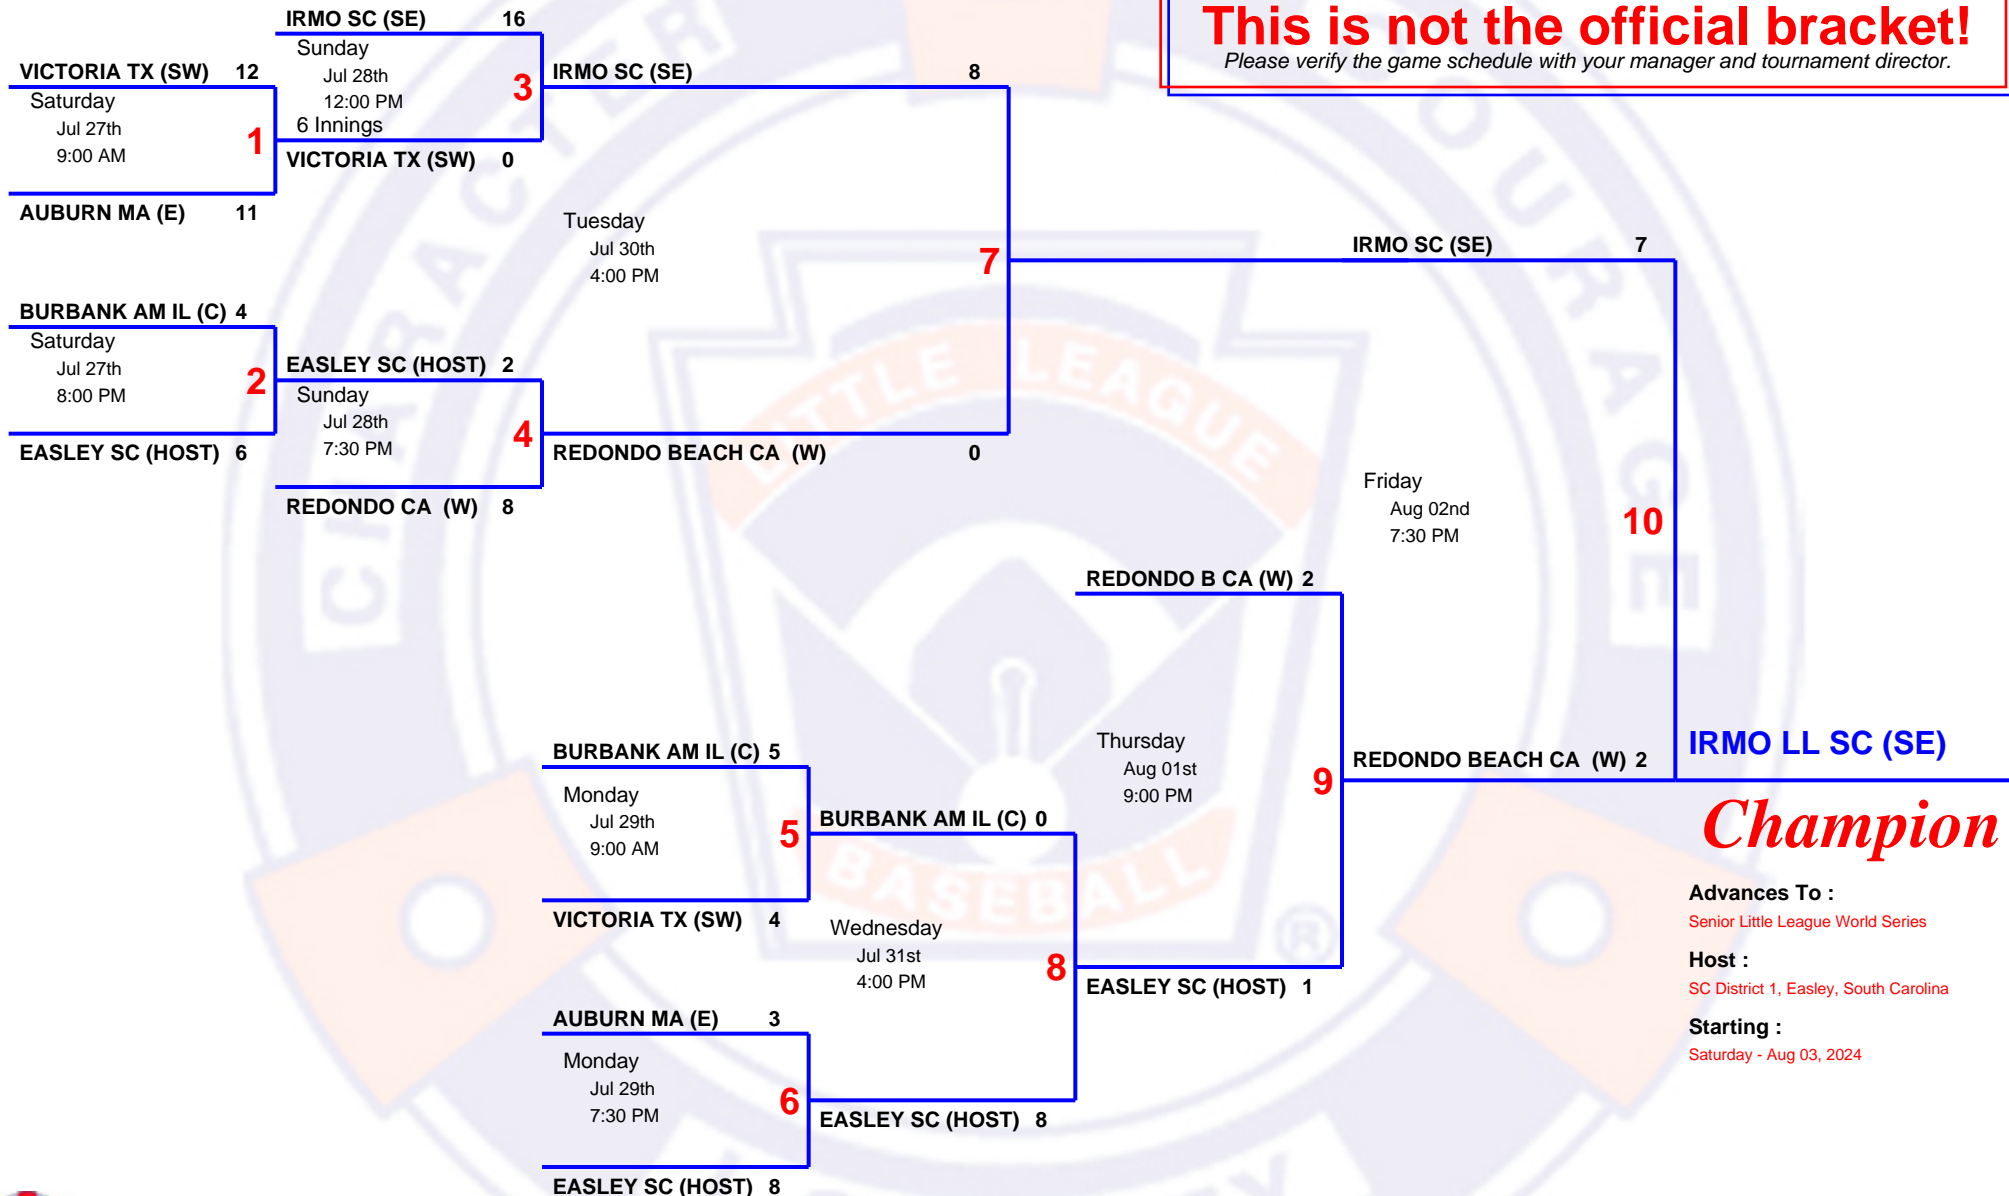 This is not the official bracket!
Please verify the game schedule with your manager and tournament director.
IRMO SC (SE) 16
Sunday
Jul 28th
12:00 PM
6 Innings
3
VICTORIA TX (SW) 0
VICTORIA TX (SW) 12
Saturday
Jul 27th
9:00 AM
1
AUBURN MA (E) 11
IRMO SC (SE) 8
Tuesday
Jul 30th
4:00 PM
7
BURBANK AM IL (C) 4
Saturday
Jul 27th
8:00 PM
2
EASLEY SC (HOST) 6
EASLEY SC (HOST) 2
Sunday
Jul 28th
7:30 PM
4
REDONDO CA (W) 8
REDONDO BEACH CA (W) 0
IRMO SC (SE) 7
Friday
Aug 02nd
7:30 PM
10
REDONDO B CA (W) 2
Thursday
Aug 01st
9:00 PM
9
REDONDO BEACH CA (W) 2
BURBANK AM IL (C) 5
Monday
Jul 29th
9:00 AM
5
VICTORIA TX (SW) 4
BURBANK AM IL (C) 0
Wednesday
Jul 31st
4:00 PM
8
EASLEY SC (HOST) 1
AUBURN MA (E) 3
Monday
Jul 29th
7:30 PM
6
EASLEY SC (HOST) 8
EASLEY SC (HOST) 8
IRMO LL SC (SE)
Champion
Advances To :
Senior Little League World Series
Host :
SC District 1, Easley, South Carolina
Starting :
Saturday - Aug 03, 2024
CHARACTER
COURAGE
LITTLE LEAGUE
BASEBALL
®